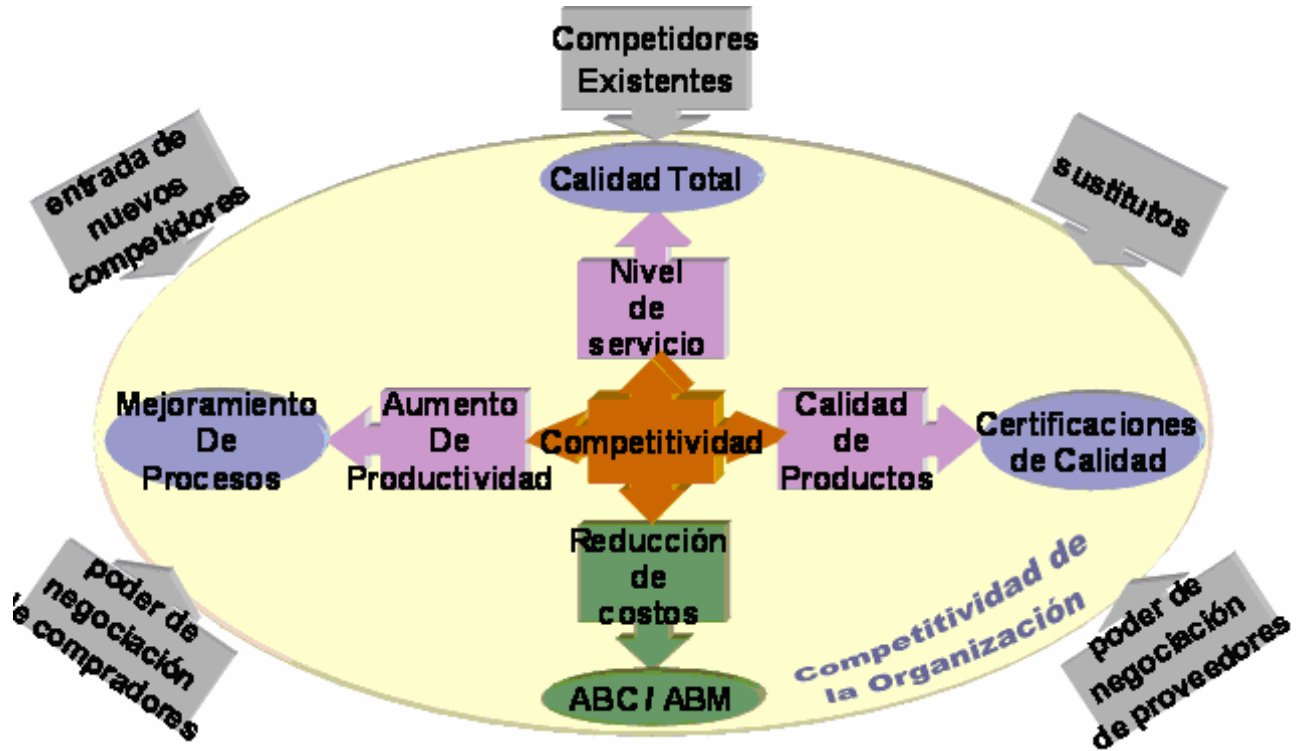 Competidores
Existentes
entrada de
nuevos
competidores
sustitutos
Calidad Total
Nivel
de
servicio
Mejoramiento
De
Procesos
Aumento
De
Productividad
Competitividad
Calidad
de
Productos
Certificaciones
de Calidad
Reducción
de
costos
ABC / ABM
Competitividad de
la Organización
poder de
negociación
de compradores
poder de
negociación
de proveedores